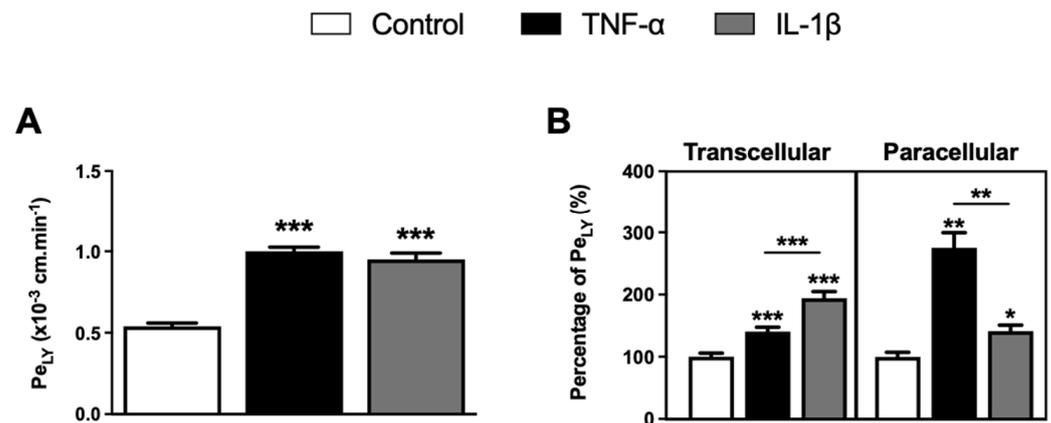 Control TNF-α IL-1β
A
1.5
1.0
0.5
0.0
Pe_LY (x10⁻³ cm.min⁻¹)
***
***
B
Transcellular Paracellular
400
300
200
100
0
Percentage of Pe_LY (%)
***
***
***
**
**
*